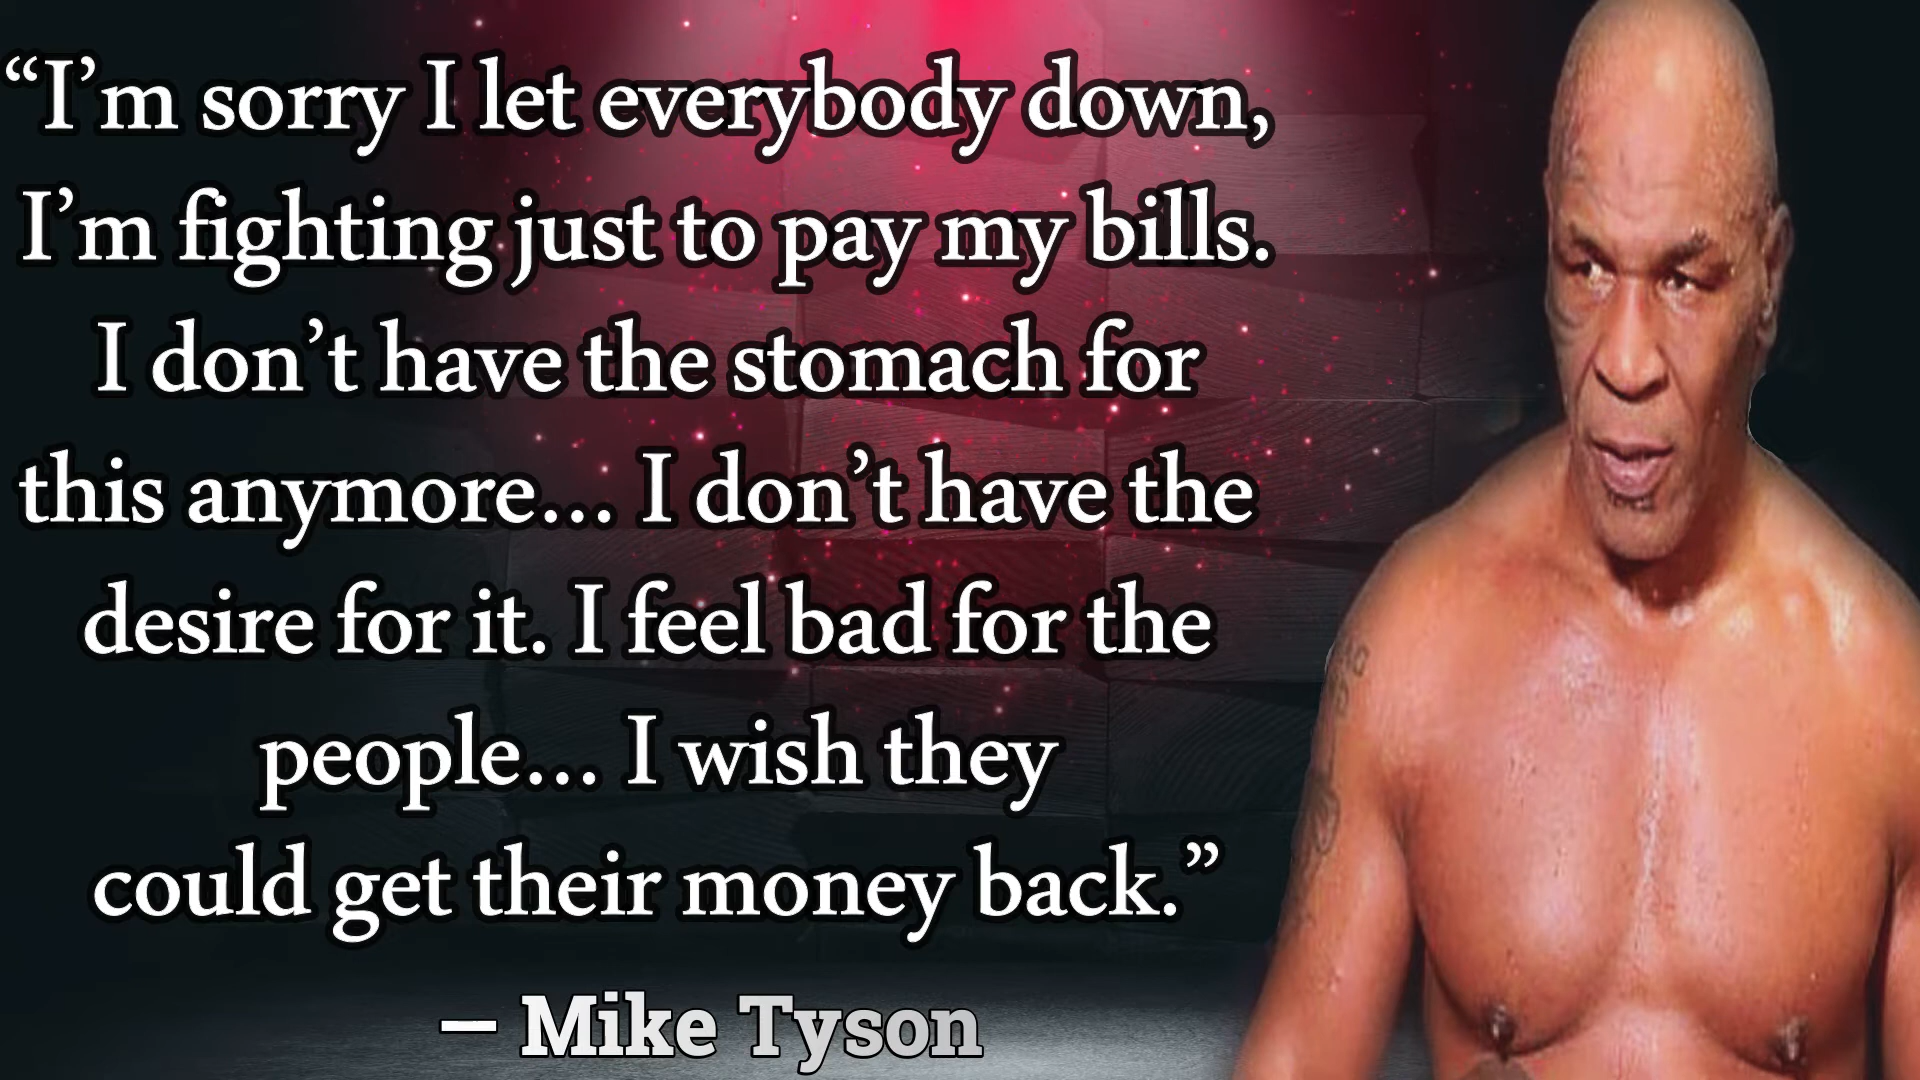 “I’m sorry I let everybody down,
I’m fighting just to pay my bills.
I don’t have the stomach for
this anymore... I don’t have the
desire for it. I feel bad for the
people... I wish they
could get their money back.”
— Mike Tyson